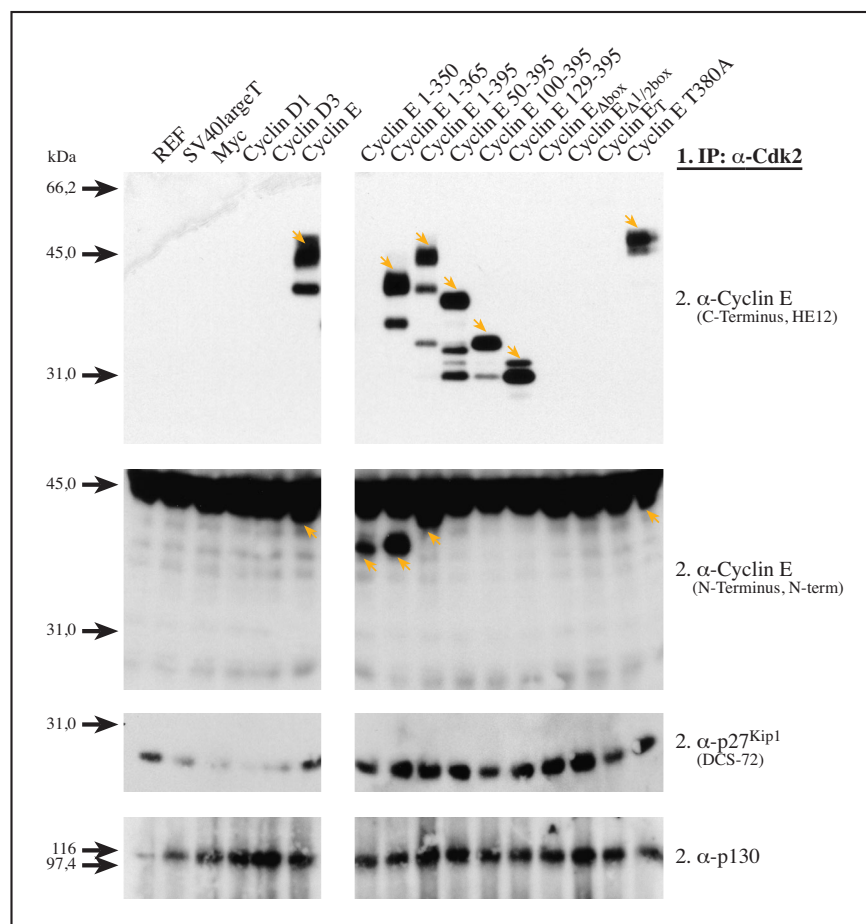 REF
SV40largeT
Myc
Cyclin D1
Cyclin D3
Cyclin E
Cyclin E 1-350
Cyclin E 1-365
Cyclin E 1-395
Cyclin E 50-395
Cyclin E 100-395
Cyclin E 129-395
Cyclin EΔbox
Cyclin EΔ1/2box
Cyclin ET
Cyclin E T380A
kDa
1. IP: α-Cdk2
66,2
45,0
2. α-Cyclin E
(C-Terminus, HE12)
31,0
45,0
2. α-Cyclin E
(N-Terminus, N-term)
31,0
31,0
2. α-p27Kip1
(DCS-72)
116
97,4
2. α-p130